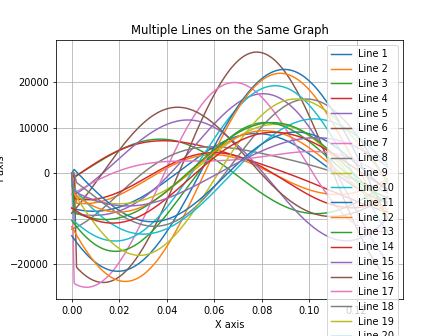 Multiple Lines on the Same Graph
20000
10000
0
−10000
−20000
0.00 0.02 0.04 0.06 0.08 0.10
X axis
Line 1
Line 2
Line 3
Line 4
Line 5
Line 6
Line 7
Line 8
Line 9
Line 10
Line 11
Line 12
Line 13
Line 14
Line 15
Line 16
Line 17
Line 18
Line 19